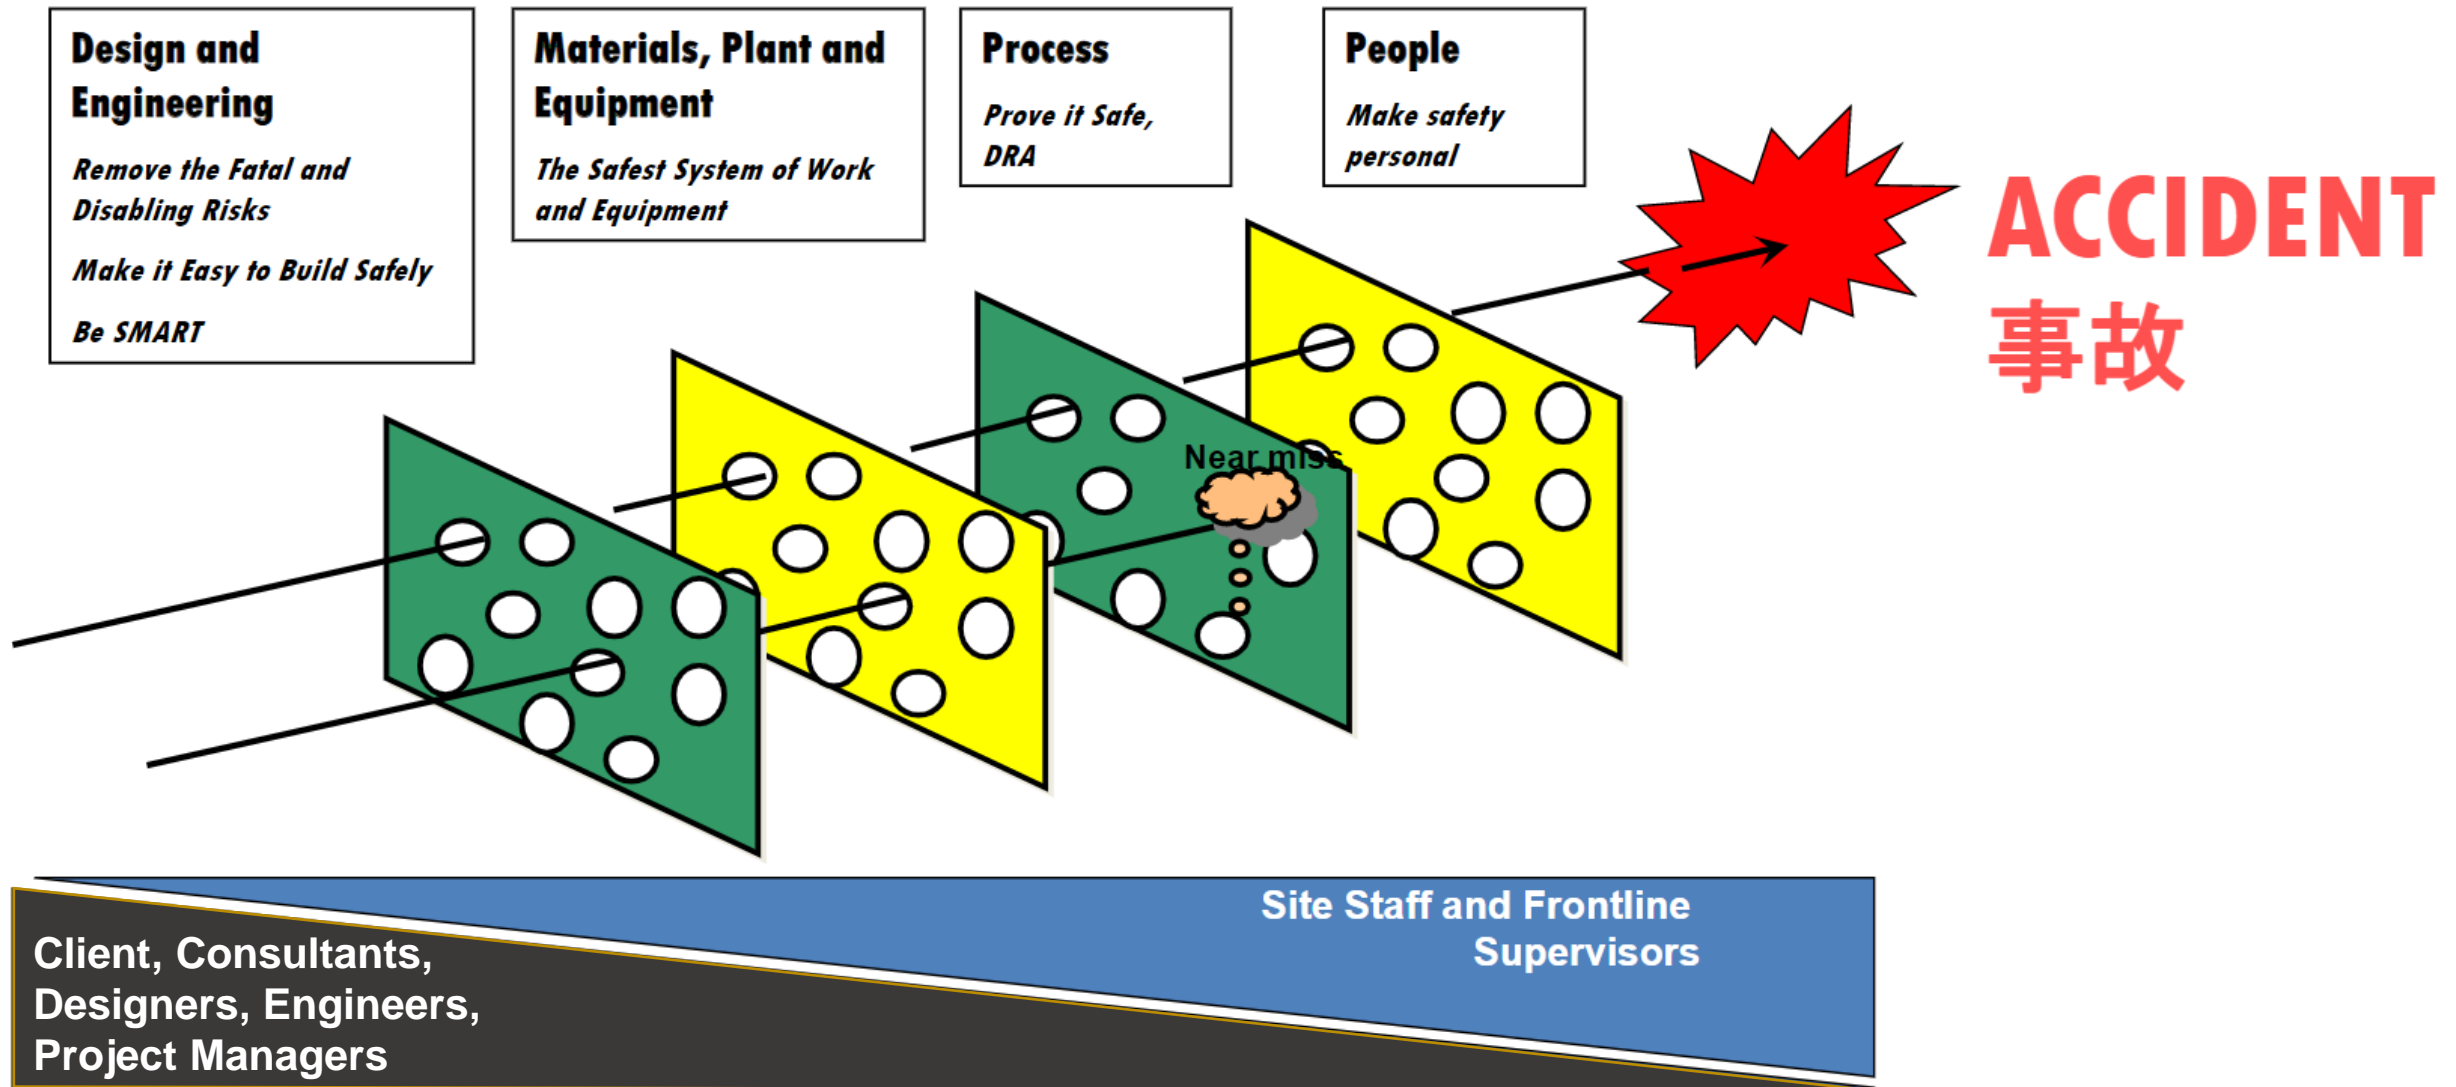 Design and
Engineering
Remove the Fatal and
Disabling Risks
Make it Easy to Build Safely
Be SMART
Materials, Plant and
Equipment
The Safest System of Work
and Equipment
Process
Prove it Safe,
DRA
People
Make safety
personal
ACCIDENT
事故
Near miss
Site Staff and Frontline
Supervisors
Client, Consultants,
Designers, Engineers,
Project Managers